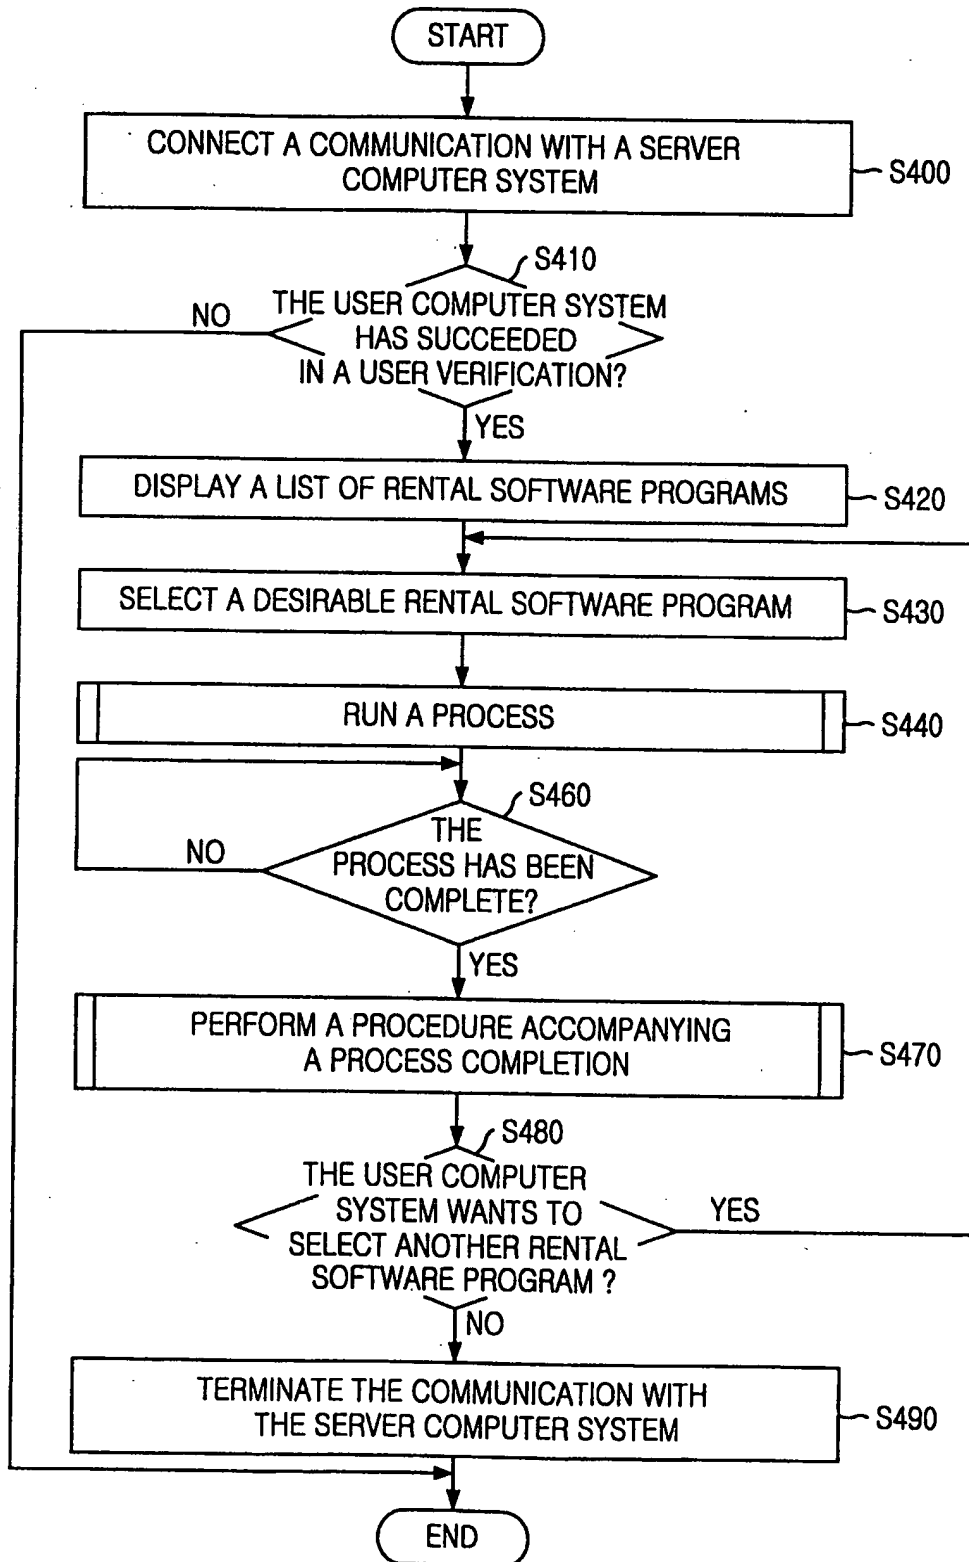 START
CONNECT A COMMUNICATION WITH A SERVER
COMPUTER SYSTEM
S400
S410
THE USER COMPUTER SYSTEM
HAS SUCCEEDED
IN A USER VERIFICATION?
NO
YES
DISPLAY A LIST OF RENTAL SOFTWARE PROGRAMS
S420
SELECT A DESIRABLE RENTAL SOFTWARE PROGRAM
S430
RUN A PROCESS
S440
S460
THE
PROCESS HAS BEEN
COMPLETE?
NO
YES
PERFORM A PROCEDURE ACCOMPANYING
A PROCESS COMPLETION
S470
S480
THE USER COMPUTER
SYSTEM WANTS TO
SELECT ANOTHER RENTAL
SOFTWARE PROGRAM ?
YES
NO
TERMINATE THE COMMUNICATION WITH
THE SERVER COMPUTER SYSTEM
S490
END